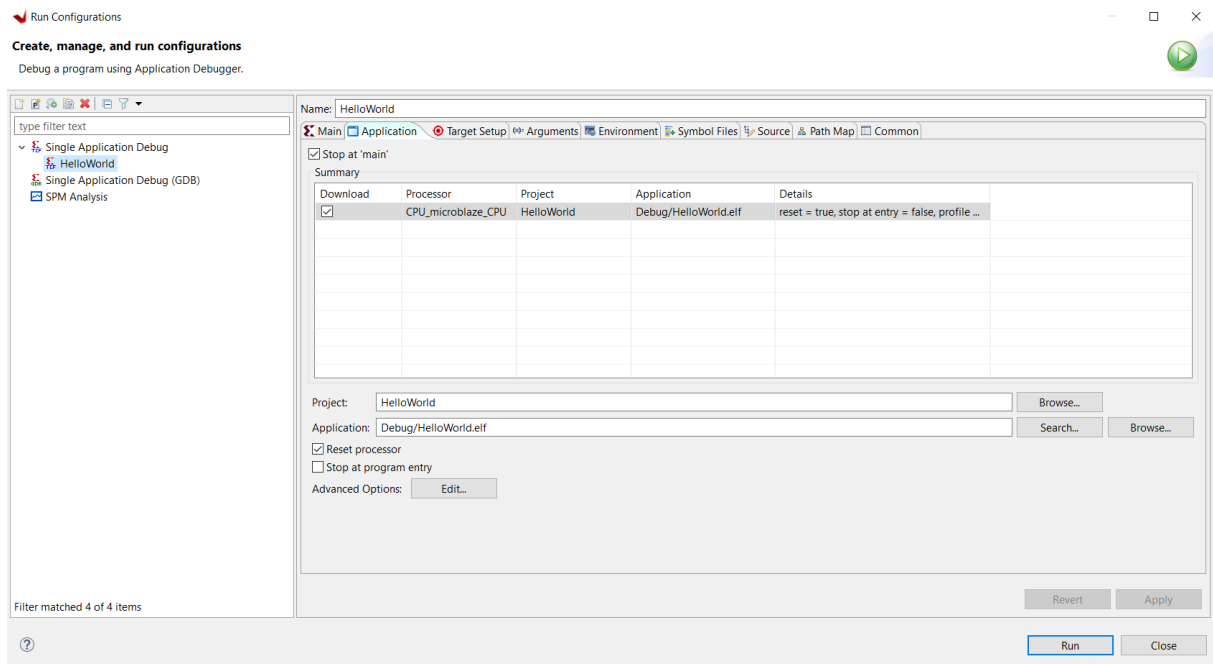 Run Configurations
Create, manage, and run configurations
Debug a program using Application Debugger.
type filter text
Single Application Debug
HelloWorld
Single Application Debug (GDB)
SPM Analysis
Filter matched 4 of 4 items
Name: HelloWorld
Main Application Target Setup Arguments Environment Symbol Files Source Path Map Common
Stop at 'main'
Summary
Download Processor Project Application Details
CPU_microblaze_CPU HelloWorld Debug/HelloWorld.elf reset = true, stop at entry = false, profile ...
Project: HelloWorld Browse...
Application: Debug/HelloWorld.elf Search... Browse...
Reset processor
Stop at program entry
Advanced Options: Edit...
Revert Apply
Run Close